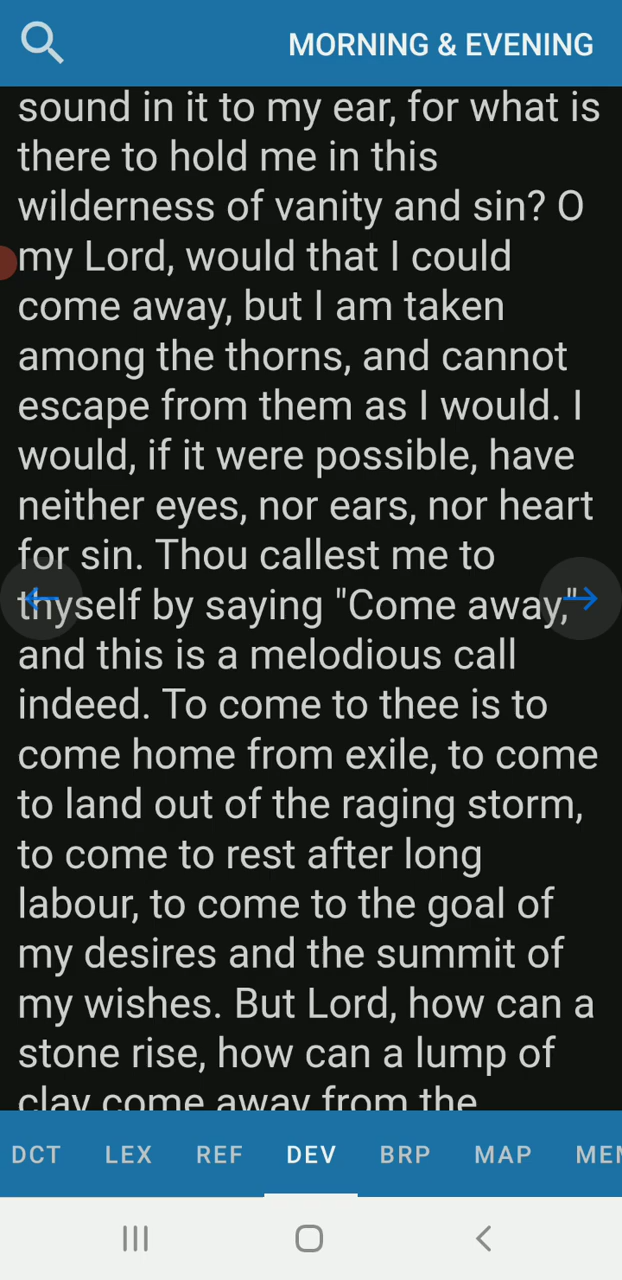 MORNING & EVENING
sound in it to my ear, for what is
there to hold me in this
wilderness of vanity and sin? O
my Lord, would that I could
come away, but I am taken
among the thorns, and cannot
escape from them as I would. I
would, if it were possible, have
neither eyes, nor ears, nor heart
for sin. Thou callest me to
thyself by saying "Come away,"
and this is a melodious call
indeed. To come to thee is to
come home from exile, to come
to land out of the raging storm,
to come to rest after long
labour, to come to the goal of
my desires and the summit of
my wishes. But Lord, how can a
stone rise, how can a lump of
clay come away from the
DCT LEX REF DEV BRP MAP MEM